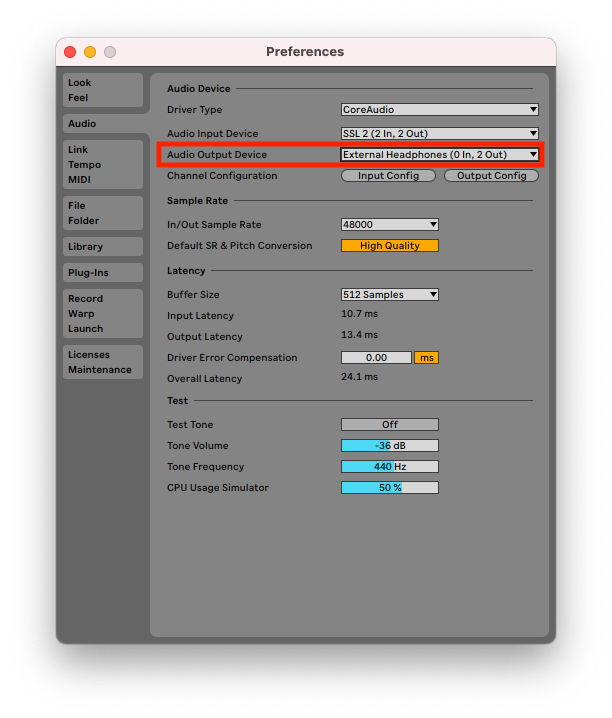 Preferences
Look
Feel
Audio
Link
Tempo
MIDI
File
Folder
Library
Plug-Ins
Record
Warp
Launch
Licenses
Maintenance
Audio Device
Driver Type CoreAudio
Audio Input Device SSL 2 (2 In, 2 Out)
Audio Output Device External Headphones (0 In, 2 Out)
Channel Configuration Input Config Output Config
Sample Rate
In/Out Sample Rate 48000
Default SR & Pitch Conversion High Quality
Latency
Buffer Size 512 Samples
Input Latency 10.7 ms
Output Latency 13.4 ms
Driver Error Compensation 0.00 ms
Overall Latency 24.1 ms
Test
Test Tone Off
Tone Volume -36 dB
Tone Frequency 440 Hz
CPU Usage Simulator 50 %